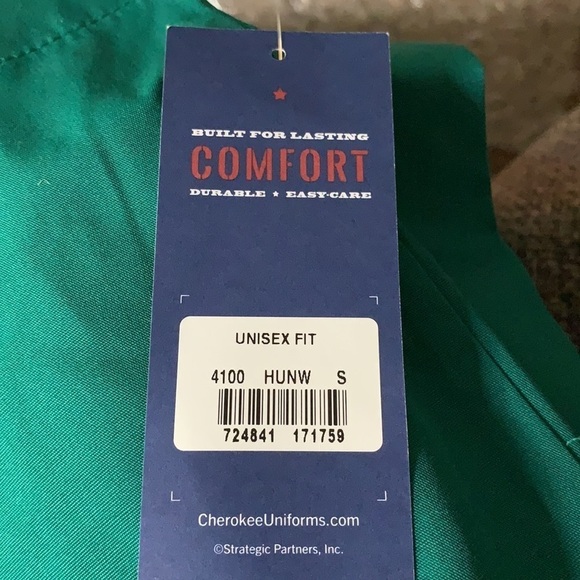 BUILT FOR LASTING
COMFORT
DURABLE ★ EASY-CARE
UNISEX FIT
4100 HUNW S
724841 171759
CherokeeUniforms.com
©Strategic Partners, Inc.